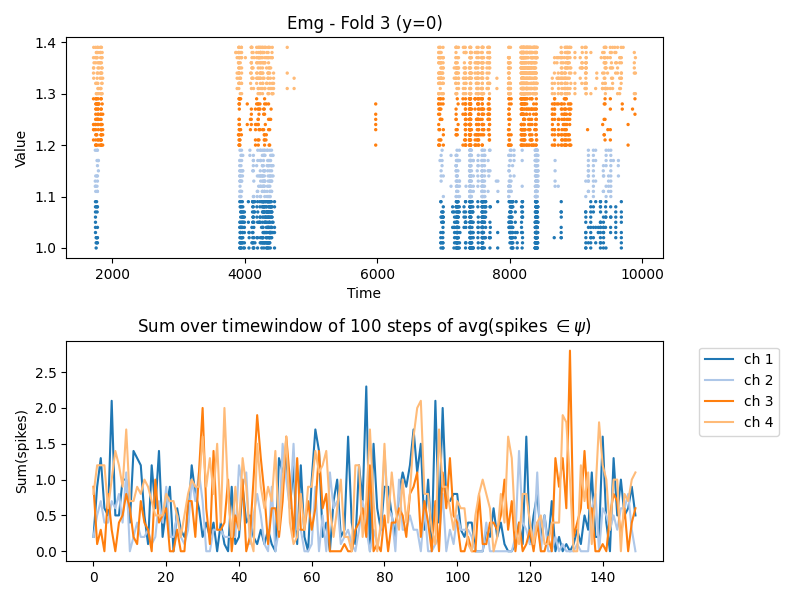 Emg - Fold 3 (y=0)
1.4
1.3
1.2
1.1
1.0
Value
2000 4000 6000 8000 10000
Time
Sum over timewindow of 100 steps of avg(spikes ∈ ψ)
2.5
2.0
1.5
1.0
0.5
0.0
Sum(spikes)
0 20 40 60 80 100 120 140
ch 1
ch 2
ch 3
ch 4